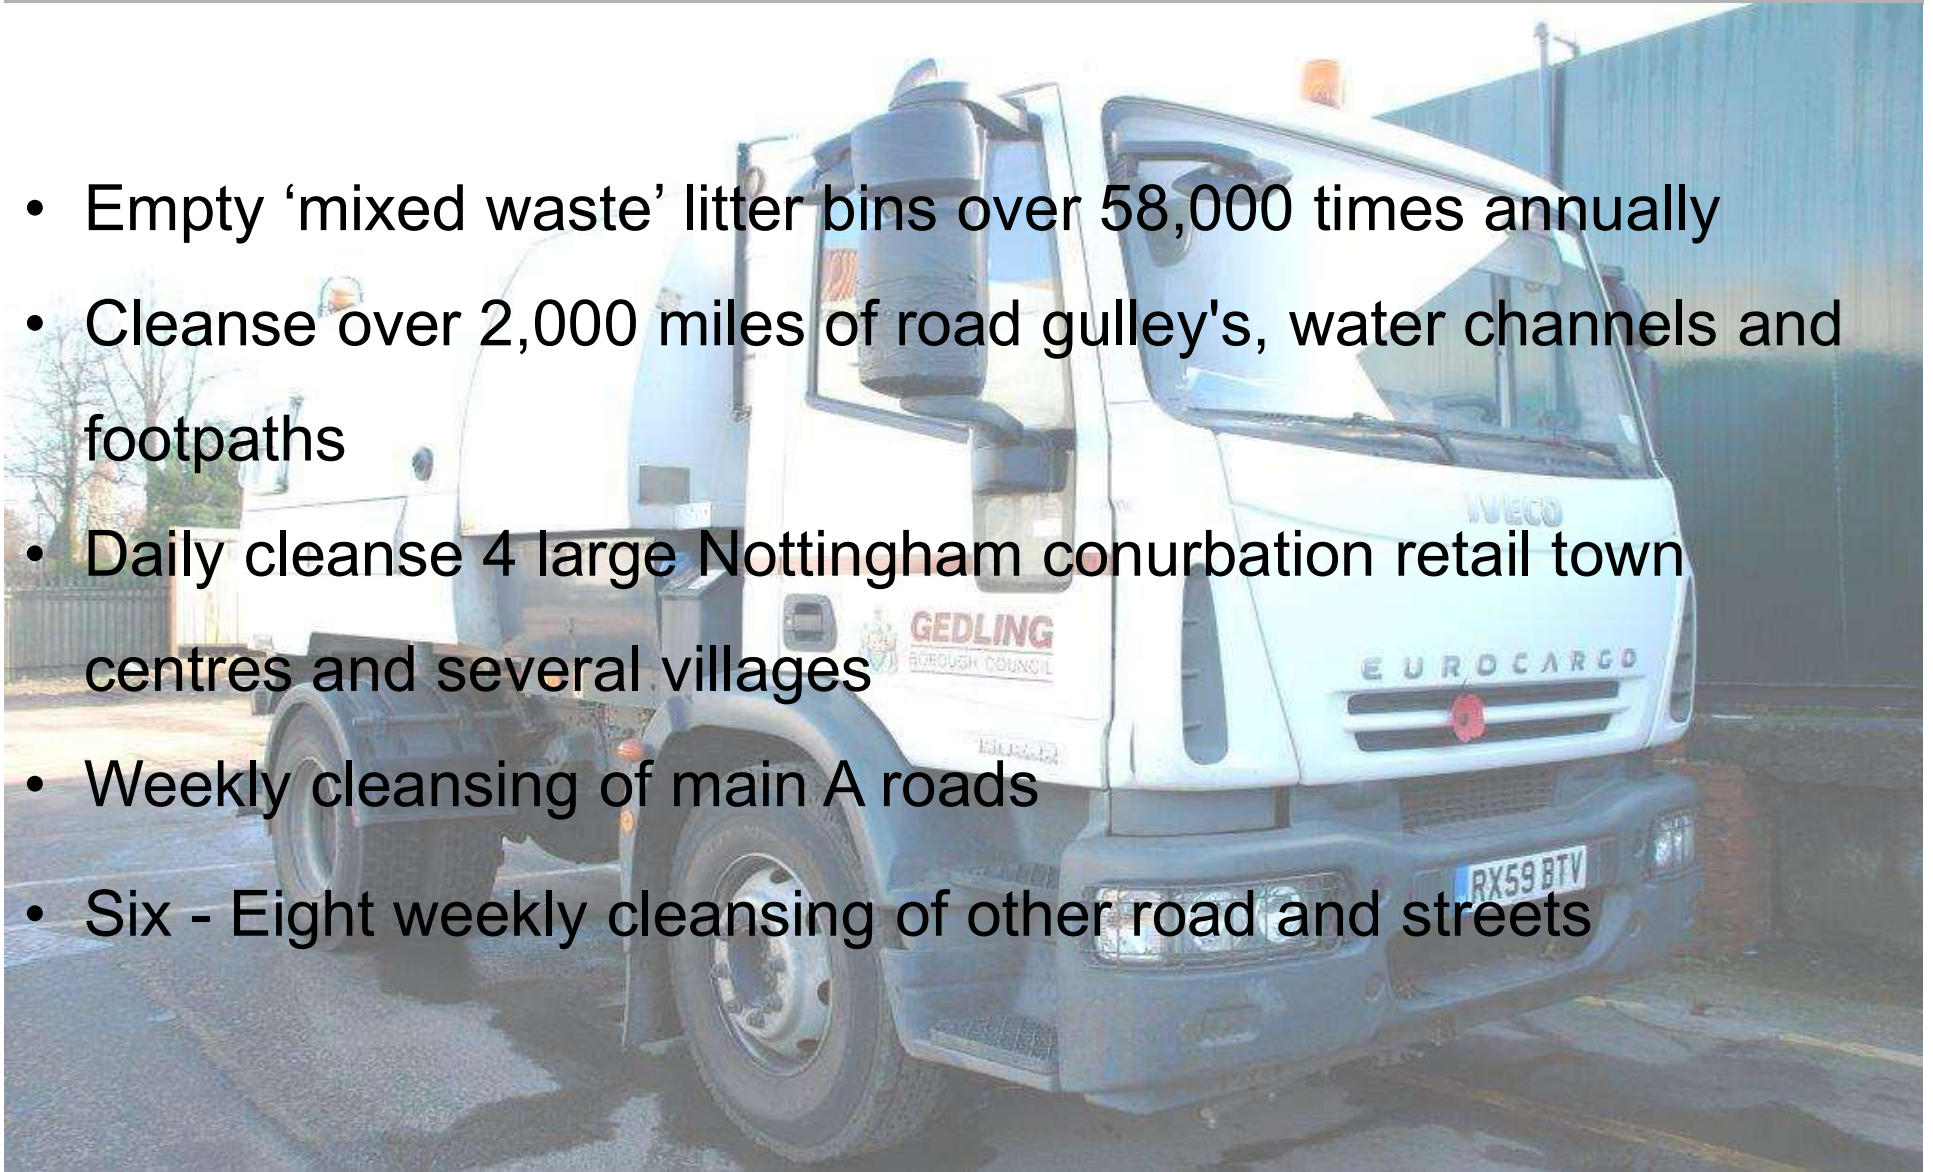 • Empty ‘mixed waste’ litter bins over 58,000 times annually
• Cleanse over 2,000 miles of road gulley's, water channels and
footpaths
• Daily cleanse 4 large Nottingham conurbation retail town
centres and several villages
• Weekly cleansing of main A roads
• Six - Eight weekly cleansing of other road and streets
IVECO
GEDLING
BOROUGH COUNCIL
EUROCARGO
RX59 BTV